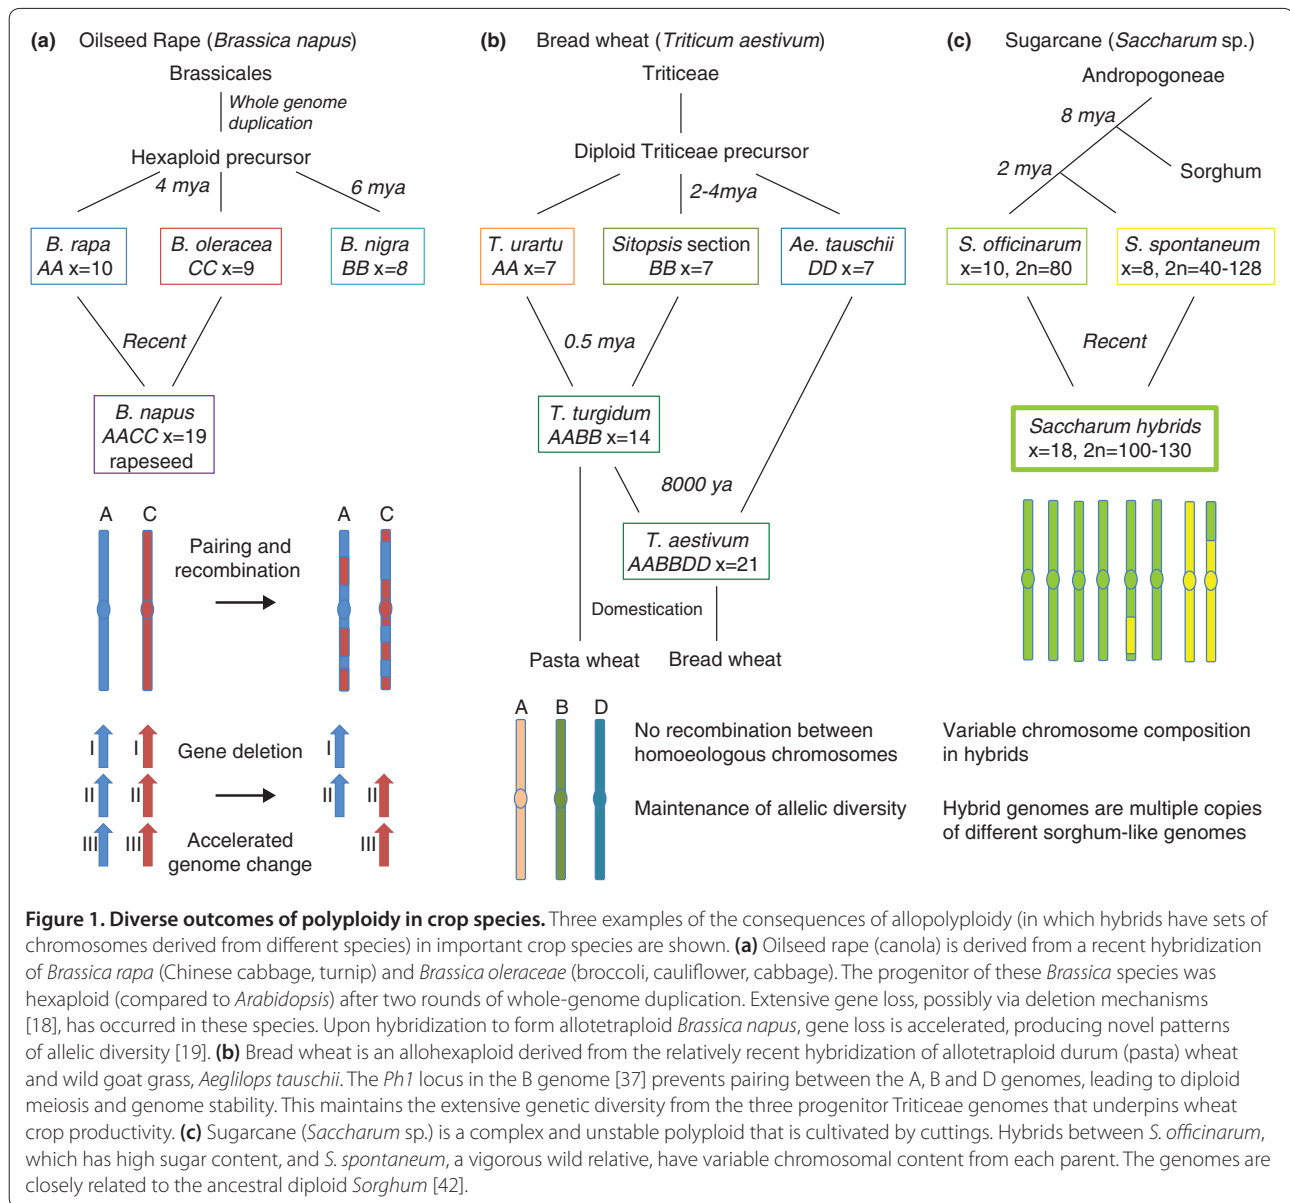 (a) Oilseed Rape (Brassica napus)
Brassicales
Whole genome
duplication
Hexaploid precursor
4 mya
6 mya
B. rapa
AA x=10
B. oleracea
CC x=9
B. nigra
BB x=8
Recent
B. napus
AACC x=19
rapeseed
A C
Pairing and
recombination
A C
I I
Gene deletion
I
II II
II II
III III
Accelerated
genome change
III
(b) Bread wheat (Triticum aestivum)
Triticeae
Diploid Triticeae precursor
2-4mya
T. urartu
AA x=7
Sitopsis section
BB x=7
Ae. tauschii
DD x=7
0.5 mya
T. turgidum
AABB x=14
8000 ya
T. aestivum
AABBDD x=21
Domestication
Pasta wheat
Bread wheat
A B D
No recombination between
homoeologous chromosomes
Maintenance of allelic diversity
(c) Sugarcane (Saccharum sp.)
Andropogoneae
8 mya
Sorghum
2 mya
S. officinarum
x=10, 2n=80
S. spontaneum
x=8, 2n=40-128
Recent
Saccharum hybrids
x=18, 2n=100-130
Variable chromosome composition
in hybrids
Hybrid genomes are multiple copies
of different sorghum-like genomes
Figure 1. Diverse outcomes of polyploidy in crop species. Three examples of the consequences of allopolyploidy (in which hybrids have sets of
chromosomes derived from different species) in important crop species are shown. (a) Oilseed rape (canola) is derived from a recent hybridization
of Brassica rapa (Chinese cabbage, turnip) and Brassica oleraceae (broccoli, cauliflower, cabbage). The progenitor of these Brassica species was
hexaploid (compared to Arabidopsis) after two rounds of whole-genome duplication. Extensive gene loss, possibly via deletion mechanisms
[18], has occurred in these species. Upon hybridization to form allotetraploid Brassica napus, gene loss is accelerated, producing novel patterns
of allelic diversity [19]. (b) Bread wheat is an allohexaploid derived from the relatively recent hybridization of allotetraploid durum (pasta) wheat
and wild goat grass, Aeglilops tauschii. The Ph1 locus in the B genome [37] prevents pairing between the A, B and D genomes, leading to diploid
meiosis and genome stability. This maintains the extensive genetic diversity from the three progenitor Triticeae genomes that underpins wheat
crop productivity. (c) Sugarcane (Saccharum sp.) is a complex and unstable polyploid that is cultivated by cuttings. Hybrids between S. officinarum,
which has high sugar content, and S. spontaneum, a vigorous wild relative, have variable chromosomal content from each parent. The genomes are
closely related to the ancestral diploid Sorghum [42].